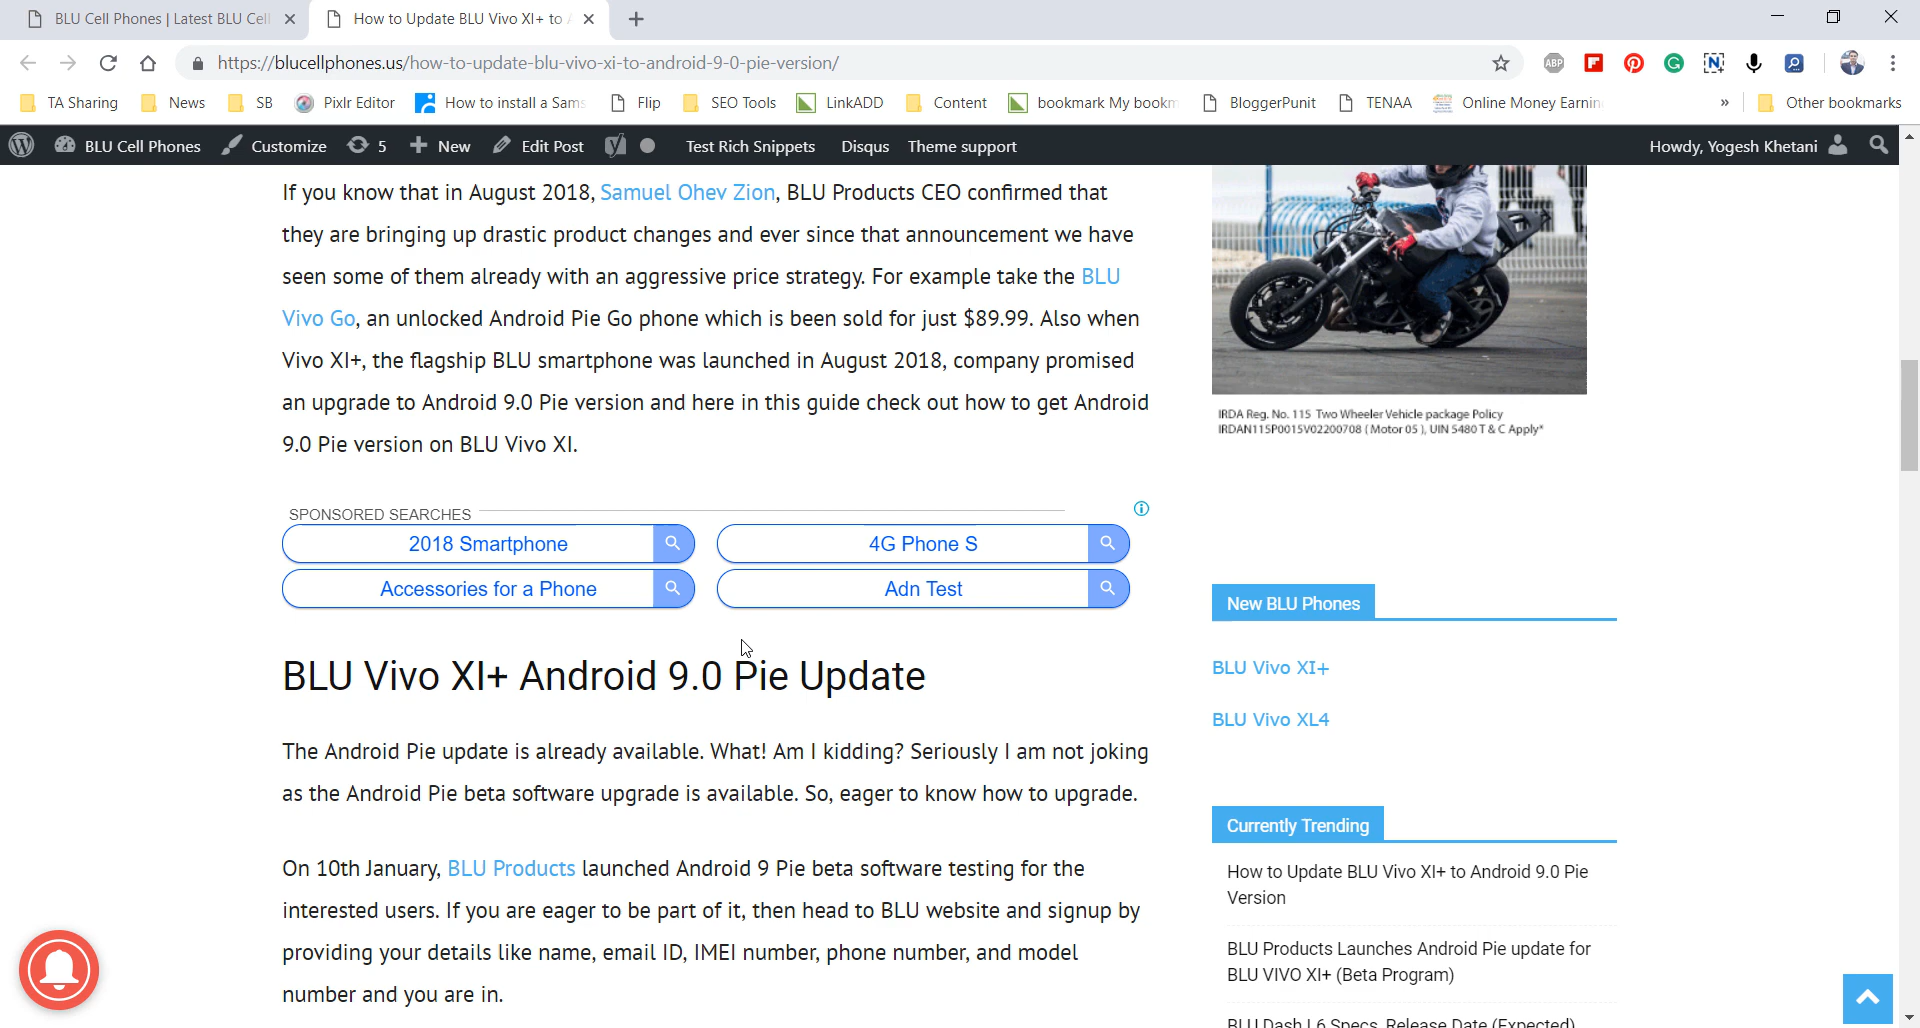 BLU Cell Phones | Latest BLU Cell
How to Update BLU Vivo XI+ to A
https://blucellphones.us/how-to-update-blu-vivo-xi-to-android-9-0-pie-version/
ABP
TA Sharing
News
SB
Pixlr Editor
How to install a Sams
Flip
SEO Tools
LinkADD
Content
bookmark My bookm
BloggerPunit
TENAA
Online Money Earnin
»
Other bookmarks
BLU Cell Phones
Customize
5
New
Edit Post
Test Rich Snippets
Disqus
Theme support
Howdy, Yogesh Khetani
If you know that in August 2018, Samuel Ohev Zion, BLU Products CEO confirmed that
they are bringing up drastic product changes and ever since that announcement we have
seen some of them already with an aggressive price strategy. For example take the BLU
Vivo Go, an unlocked Android Pie Go phone which is been sold for just $89.99. Also when
Vivo XI+, the flagship BLU smartphone was launched in August 2018, company promised
an upgrade to Android 9.0 Pie version and here in this guide check out how to get Android
9.0 Pie version on BLU Vivo XI.
SPONSORED SEARCHES
2018 Smartphone
4G Phone S
Accessories for a Phone
Adn Test
BLU Vivo XI+ Android 9.0 Pie Update
The Android Pie update is already available. What! Am I kidding? Seriously I am not joking
as the Android Pie beta software upgrade is available. So, eager to know how to upgrade.
On 10th January, BLU Products launched Android 9 Pie beta software testing for the
interested users. If you are eager to be part of it, then head to BLU website and signup by
providing your details like name, email ID, IMEI number, phone number, and model
number and you are in.
IRDA Reg. No. 115 Two Wheeler Vehicle package Policy
IRDAN115P0015V02200708 ( Motor 05 ), UIN 5480 T & C Apply*
New BLU Phones
BLU Vivo XI+
BLU Vivo XL4
Currently Trending
How to Update BLU Vivo XI+ to Android 9.0 Pie
Version
BLU Products Launches Android Pie update for
BLU VIVO XI+ (Beta Program)
BLU Dash L6 Specs, Release Date (Expected)